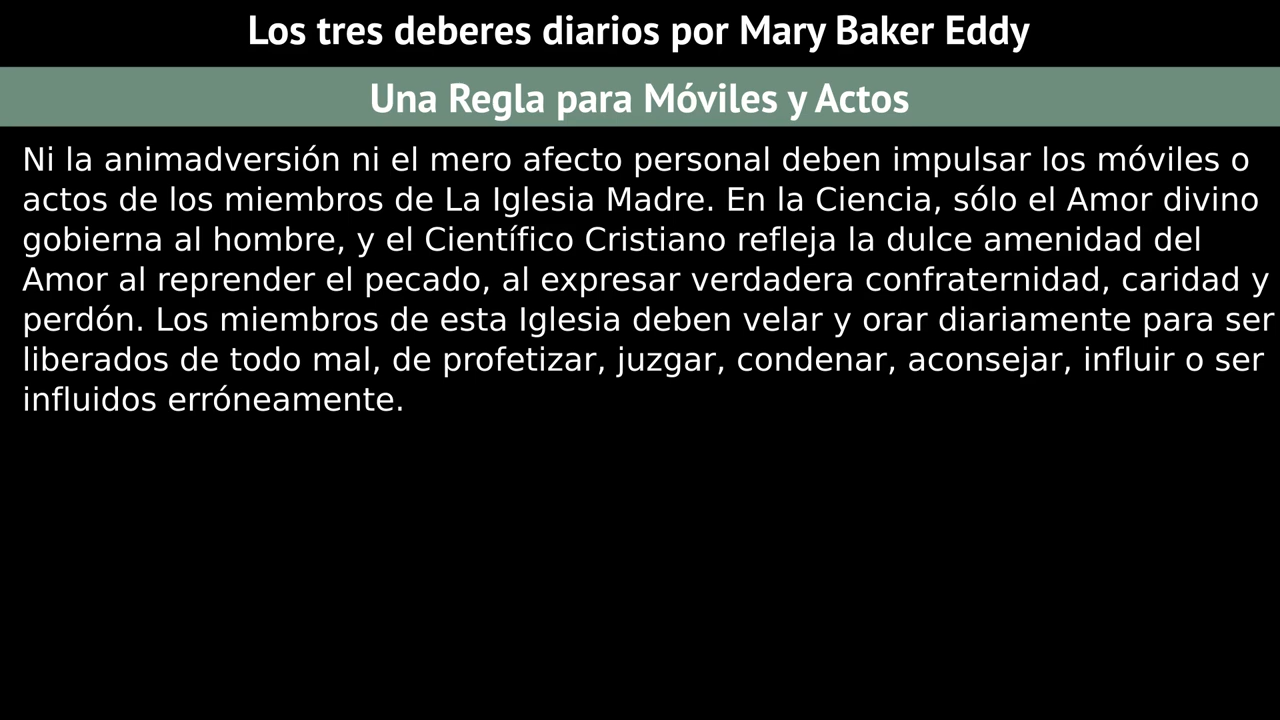 Los tres deberes diarios por Mary Baker Eddy
Una Regla para Móviles y Actos
Ni la animadversión ni el mero afecto personal deben impulsar los móviles o
actos de los miembros de La Iglesia Madre. En la Ciencia, sólo el Amor divino
gobierna al hombre, y el Científico Cristiano refleja la dulce amenidad del
Amor al reprender el pecado, al expresar verdadera confraternidad, caridad y
perdón. Los miembros de esta Iglesia deben velar y orar diariamente para ser
liberados de todo mal, de profetizar, juzgar, condenar, aconsejar, influir o ser
influidos erróneamente.